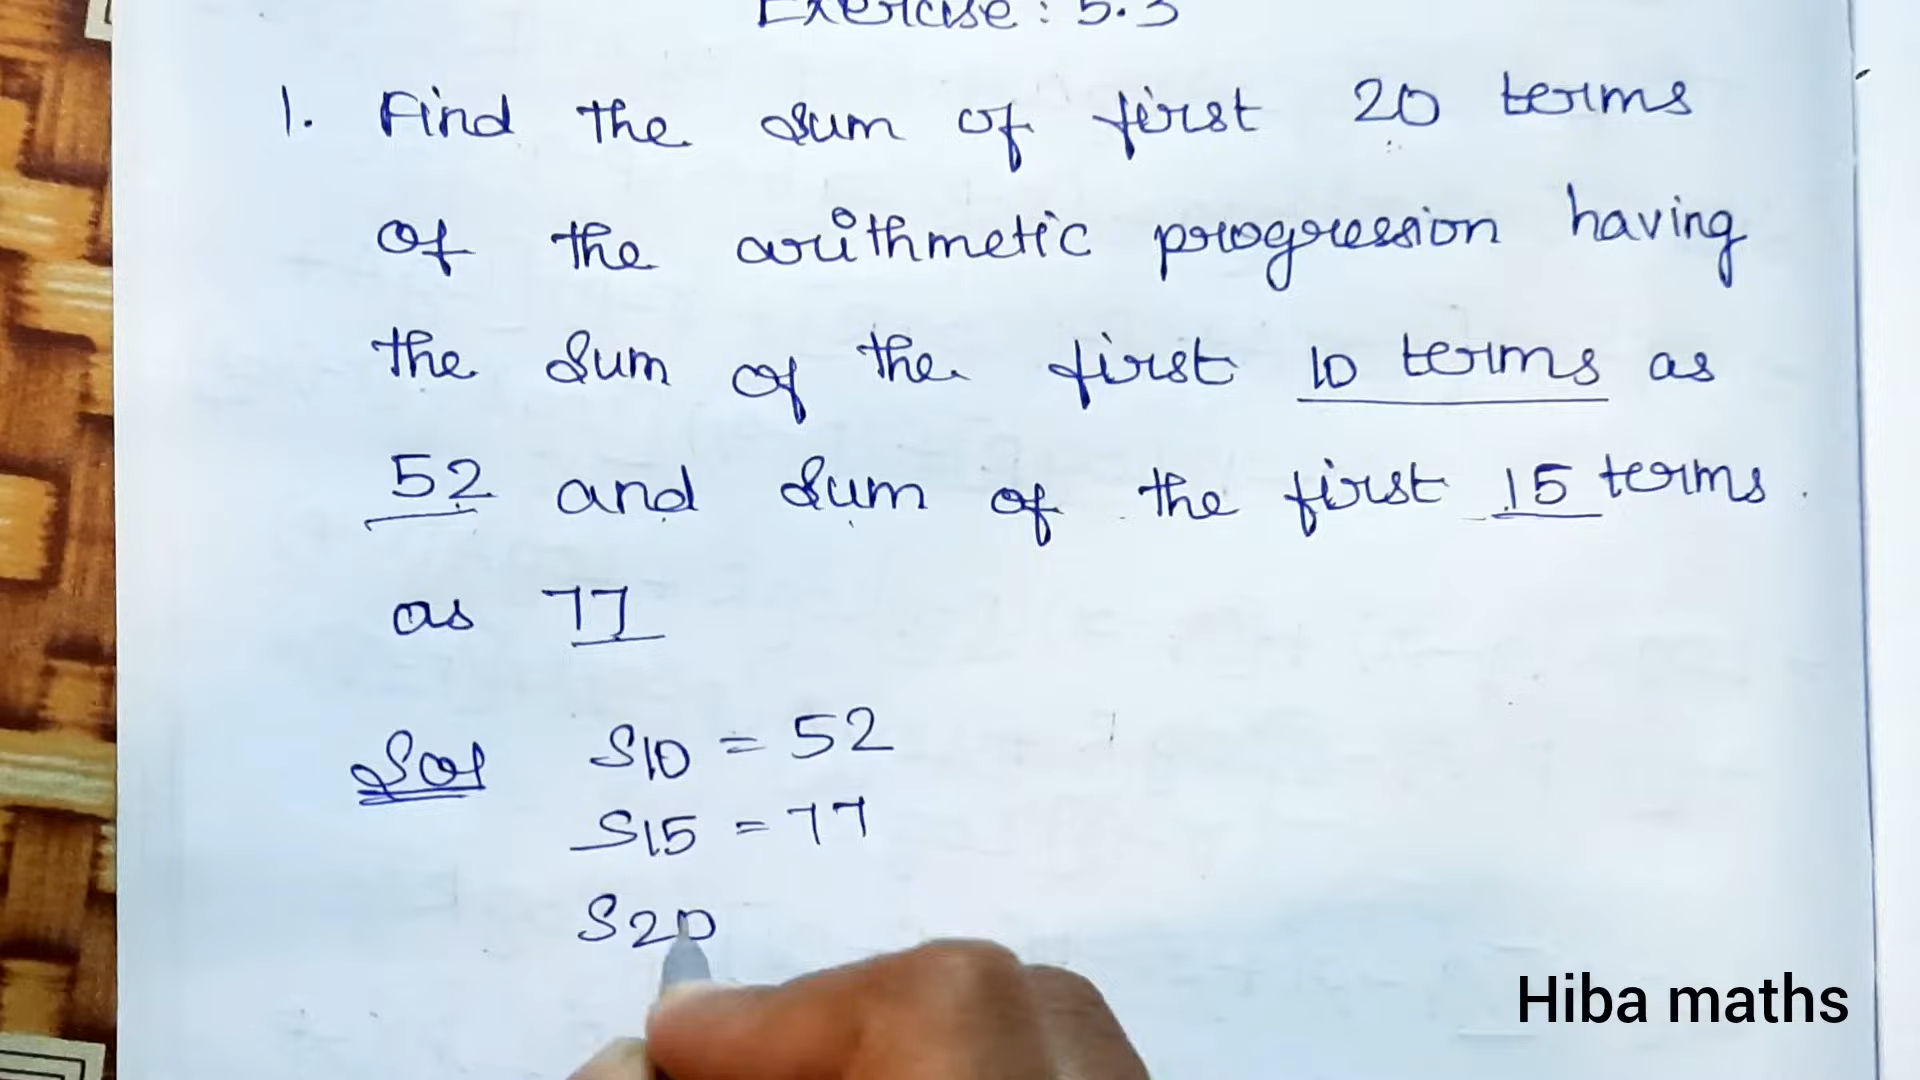 Exercise: 5.3
1. Find the sum of first 20 terms
of the arithmetic progression having
the sum of the first 10 terms as
52 and sum of the first 15 terms
as 77
Sol S10 = 52
S15 = 77
S20
Hiba maths